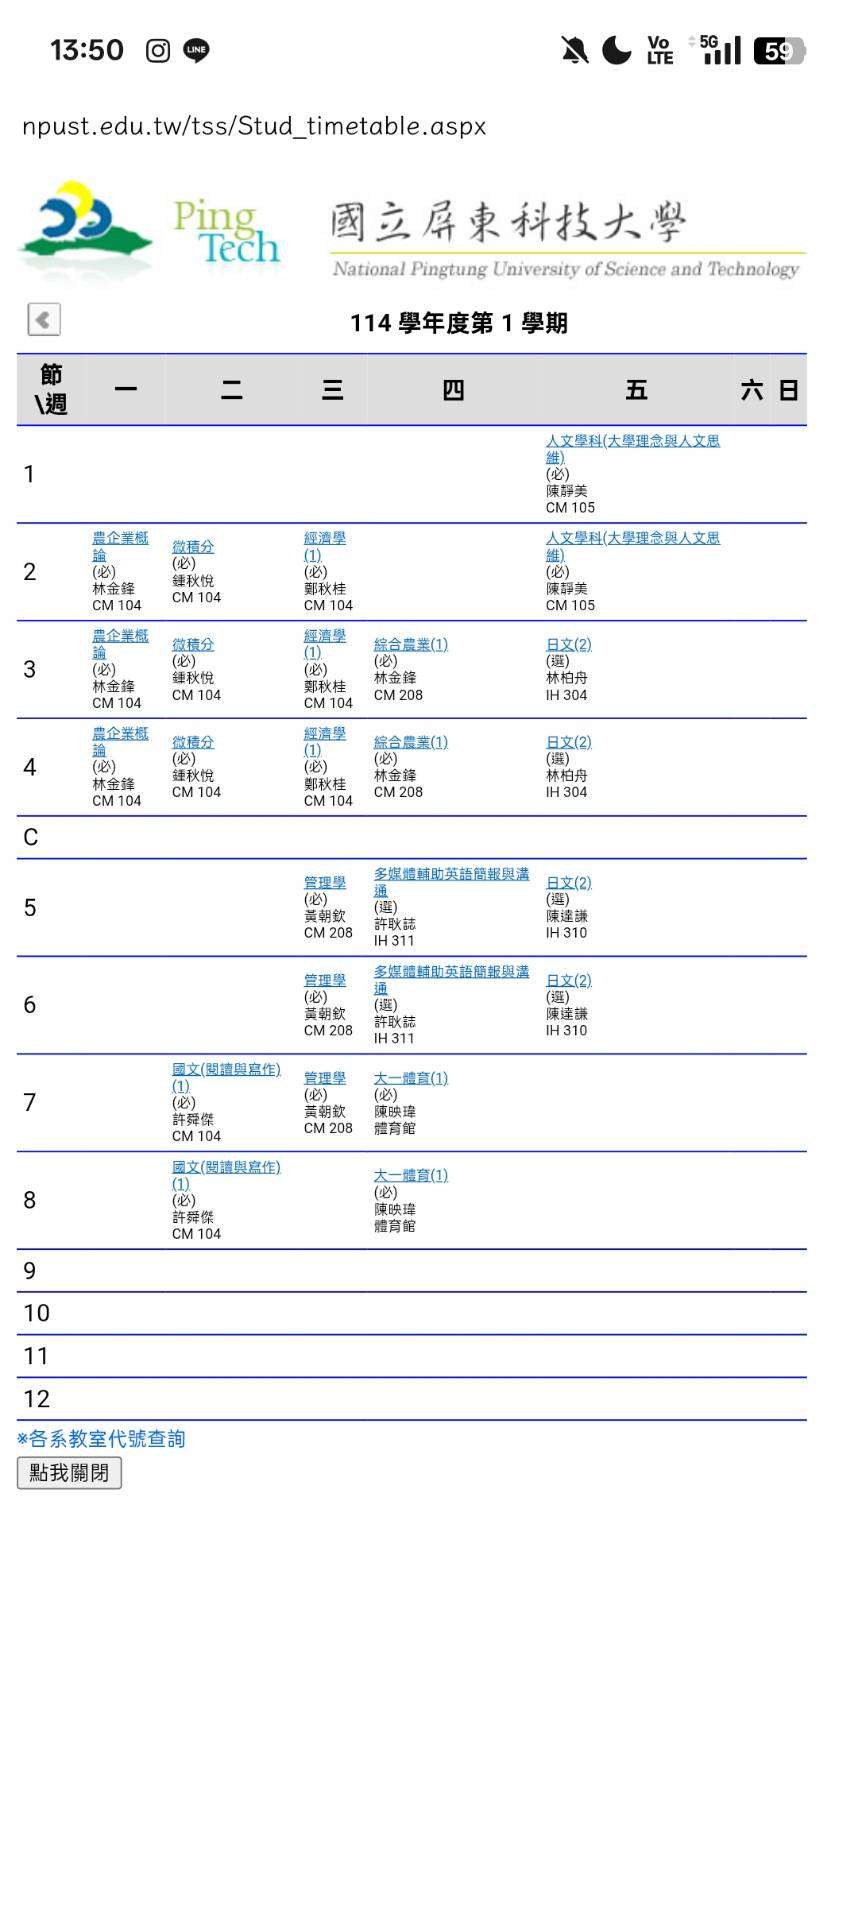 13:50
LINE
Vo LTE
5G
59
npust.edu.tw/tss/Stud_timetable.aspx
Ping
Tech
國立屏東科技大學
National Pingtung University of Science and Technology
114 學年度第 1 學期
節\週 一 二 三 四 五 六 日
1
人文學科(大學理念與人文思
維)
(必)
陳靜美
CM 105
2
農企業概
論
(必)
林金鋒
CM 104
微積分
(必)
鍾秋悅
CM 104
經濟學
(1)
(必)
鄭秋桂
CM 104
人文學科(大學理念與人文思
維)
(必)
陳靜美
CM 105
3
農企業概
論
(必)
林金鋒
CM 104
微積分
(必)
鍾秋悅
CM 104
經濟學
(1)
(必)
鄭秋桂
CM 104
綜合農業(1)
(必)
林金鋒
CM 208
日文(2)
(選)
林柏舟
IH 304
4
農企業概
論
(必)
林金鋒
CM 104
微積分
(必)
鍾秋悅
CM 104
經濟學
(1)
(必)
鄭秋桂
CM 104
綜合農業(1)
(必)
林金鋒
CM 208
日文(2)
(選)
林柏舟
IH 304
C
5
管理學
(必)
黃朝欽
CM 208
多媒體輔助英語簡報與溝
通
(選)
許耿誌
IH 311
日文(2)
(選)
陳達謙
IH 310
6
管理學
(必)
黃朝欽
CM 208
多媒體輔助英語簡報與溝
通
(選)
許耿誌
IH 311
日文(2)
(選)
陳達謙
IH 310
7
國文(閱讀與寫作)
(1)
(必)
許舜傑
CM 104
管理學
(必)
黃朝欽
CM 208
大一體育(1)
(必)
陳映瑋
體育館
8
國文(閱讀與寫作)
(1)
(必)
許舜傑
CM 104
大一體育(1)
(必)
陳映瑋
體育館
9
10
11
12
※各系教室代號查詢
點我關閉